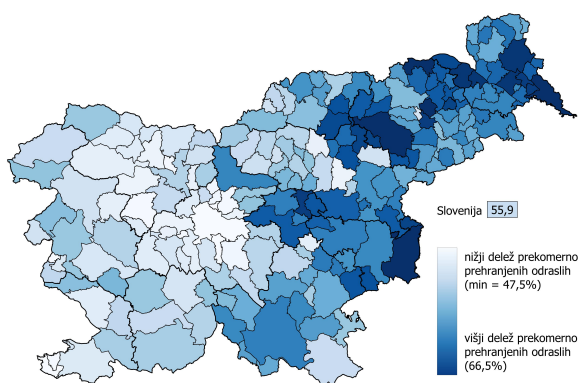 Slovenija 55,9
nižji delež prekomerno
prehranjenih odraslih
(min = 47,5%)
višji delež prekomerno
prehranjenih odraslih
(66,5%)